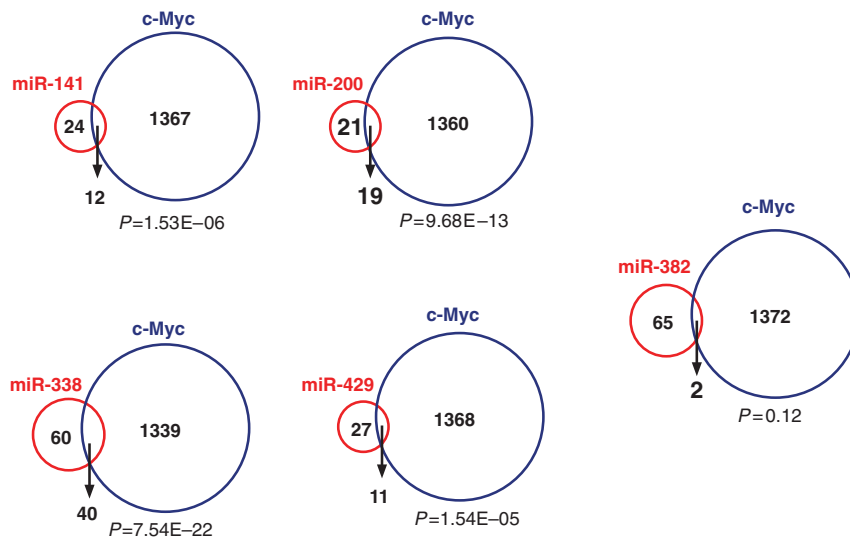 c-Myc
miR-141
24
1367
12
P=1.53E–06
c-Myc
miR-200
21
1360
19
P=9.68E–13
c-Myc
miR-382
65
1372
2
P=0.12
c-Myc
miR-338
60
1339
40
P=7.54E–22
c-Myc
miR-429
27
1368
11
P=1.54E–05